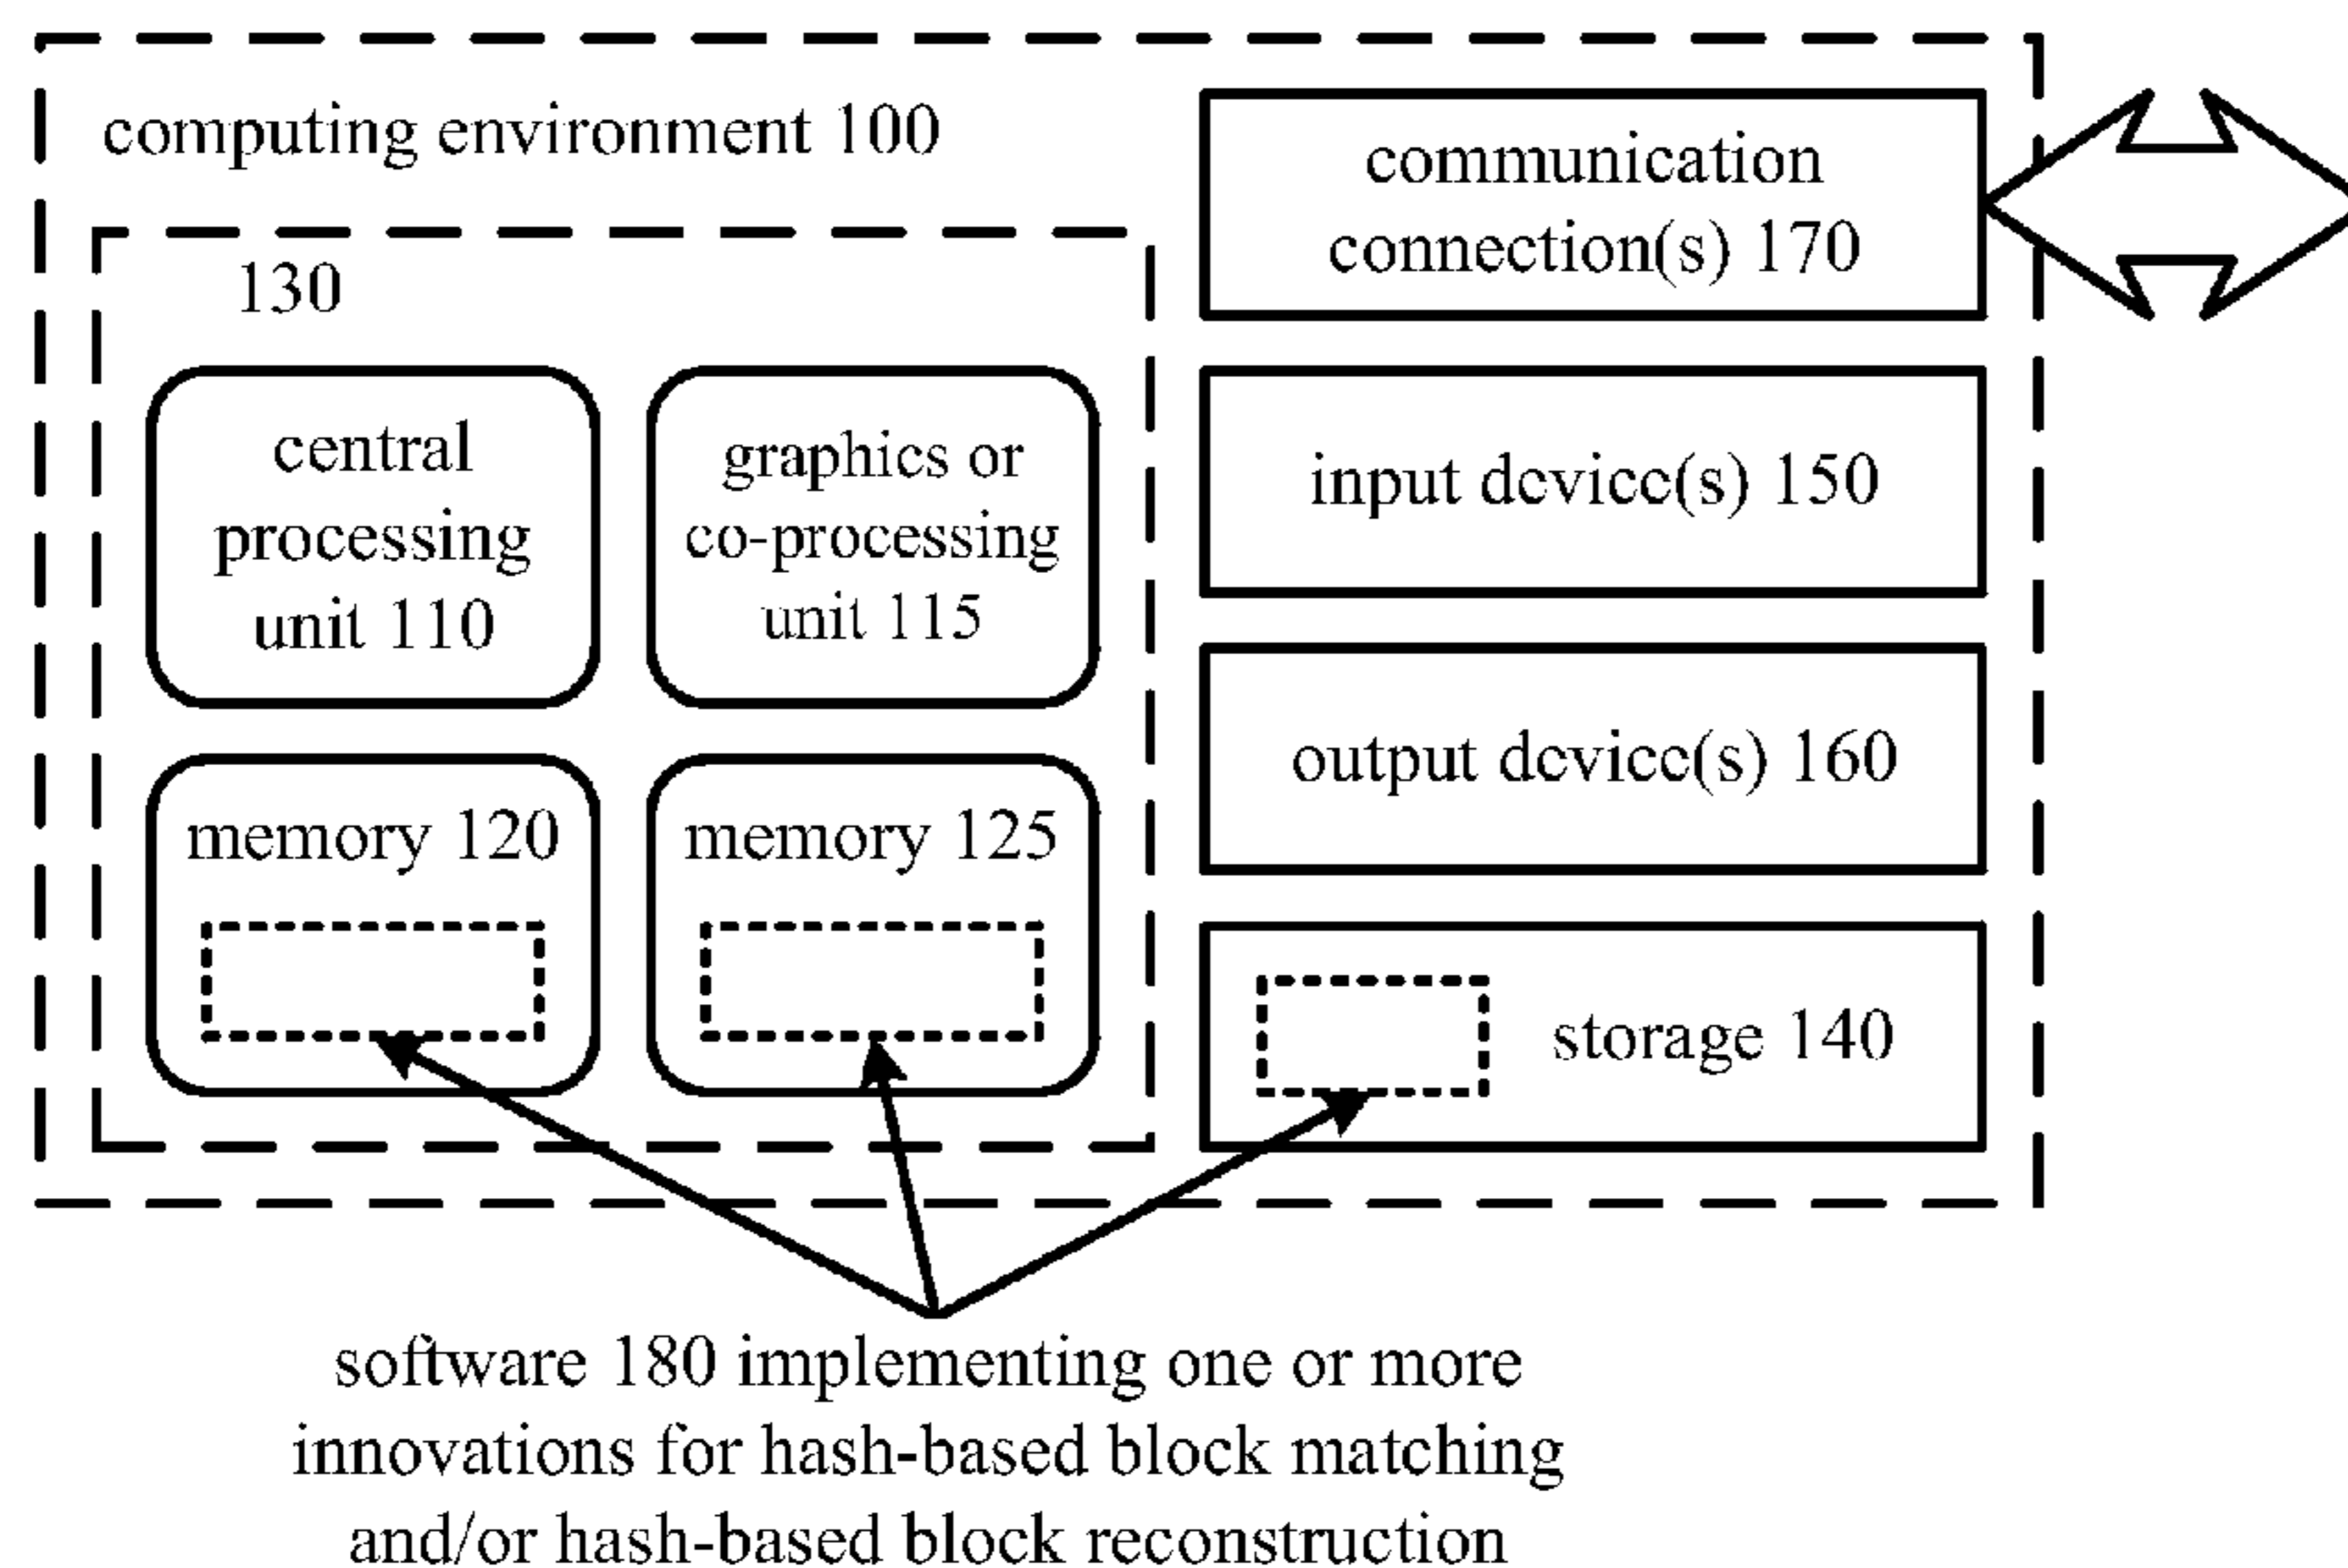 computing environment 100
130
central
processing
unit 110
graphics or
co-processing
unit 115
memory 120
memory 125
communication
connection(s) 170
input device(s) 150
output device(s) 160
storage 140
software 180 implementing one or more
innovations for hash-based block matching
and/or hash-based block reconstruction